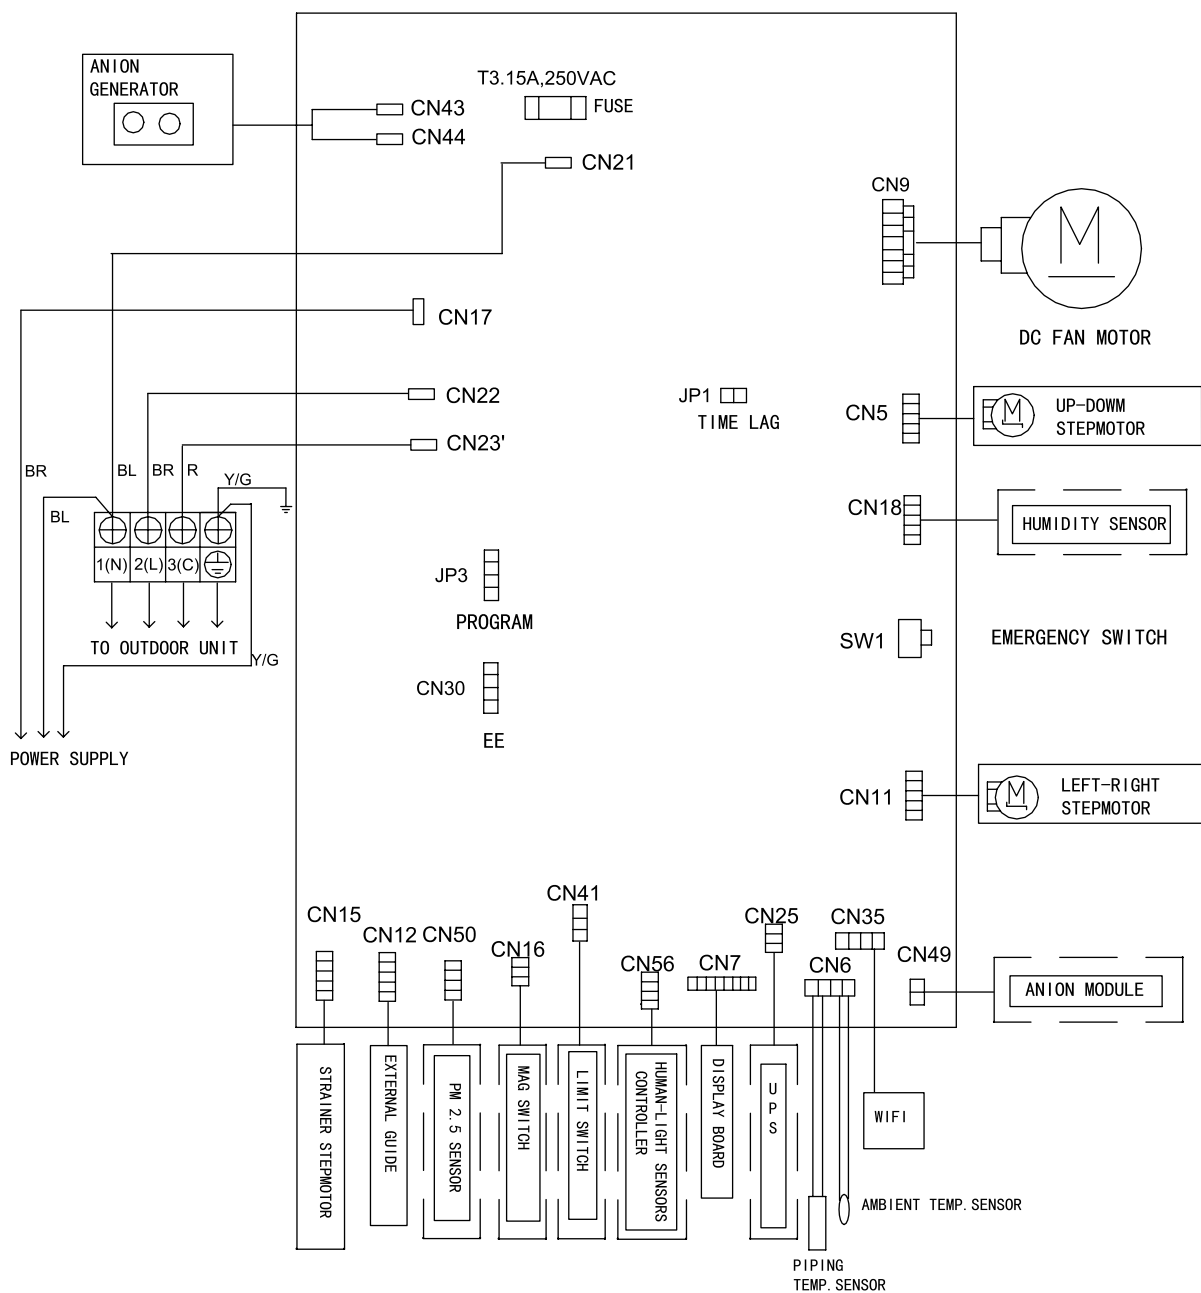 ANION
GENERATOR
T3.15A,250VAC
FUSE
CN43
CN44
CN21
CN9
DC FAN MOTOR
CN17
CN22
CN23'
JP1
TIME LAG
CN5
M
UP-DOWM
STEPMOTOR
BR
BL
BR
R
Y/G
BL
1(N)
2(L)
3(C)
TO OUTDOOR UNIT
Y/G
POWER SUPPLY
CN18
HUMIDITY SENSOR
JP3
PROGRAM
SW1
EMERGENCY SWITCH
CN30
EE
CN11
M
LEFT-RIGHT
STEPMOTOR
M
CN15
CN12
CN50
CN16
CN41
CN56
CN7
CN25
CN35
CN6
CN49
ANION MODULE
STRAINER STEPMOTOR
EXTERNAL GUIDE
PM 2.5 SENSOR
MAG SWITCH
LIMIT SWITCH
HUMAN-LIGHT SENSORS
CONTROLLER
DISPLAY BOARD
UPS
WIFI
AMBIENT TEMP.SENSOR
PIPING
TEMP.SENSOR